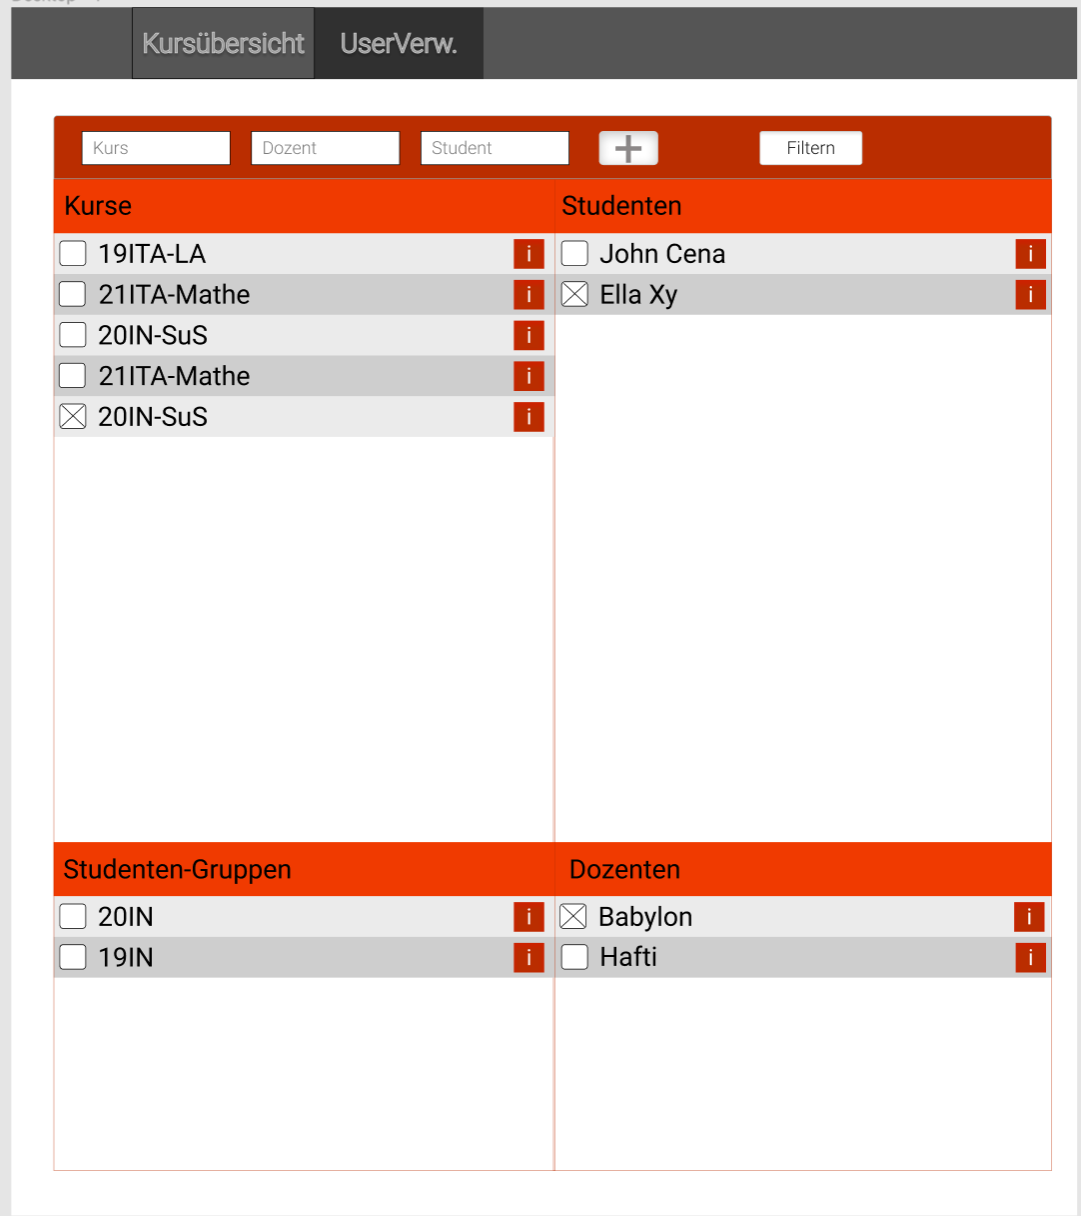 Kursübersicht UserVerw.
Kurs Dozent Student + Filtern
Kurse
19ITA-LA i
21ITA-Mathe i
20IN-SuS i
21ITA-Mathe i
20IN-SuS i
Studenten
John Cena i
Ella Xy i
Studenten-Gruppen
20IN i
19IN i
Dozenten
Babylon i
Hafti i